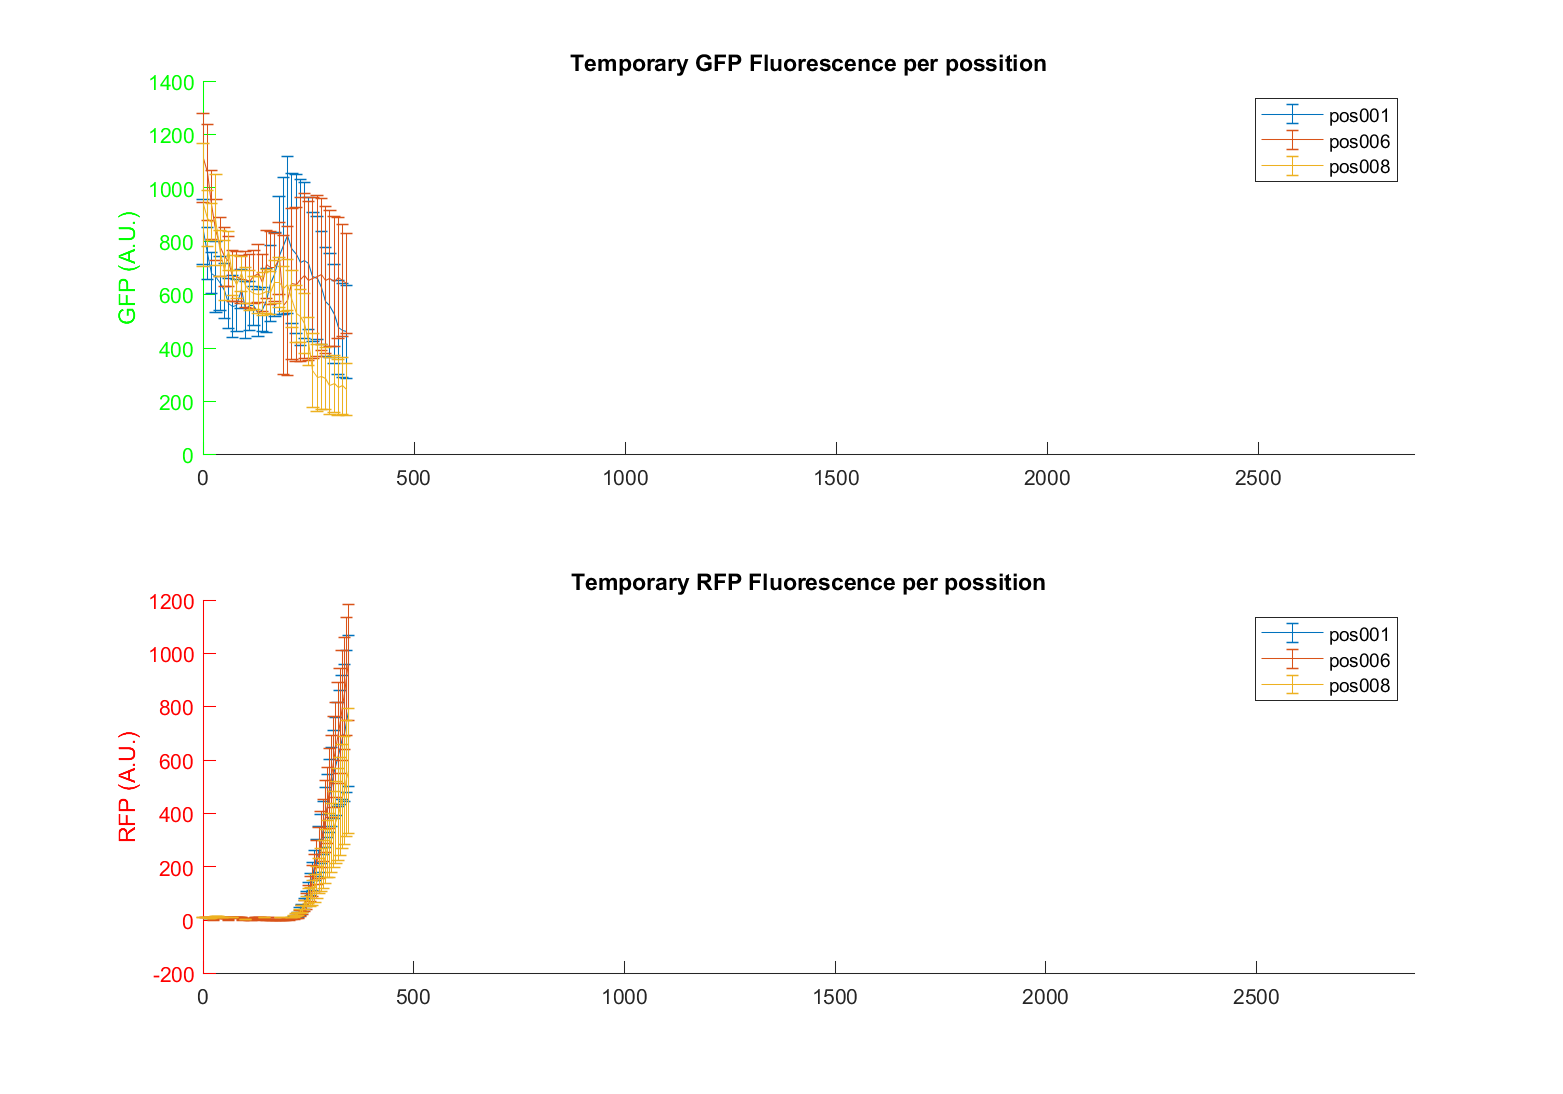 Temporary GFP Fluorescence per possition
1400
1200
1000
800
600
400
200
0
GFP (A.U.)
pos001
pos006
pos008
0 500 1000 1500 2000 2500
Temporary RFP Fluorescence per possition
1200
1000
800
600
400
200
0
-200
RFP (A.U.)
pos001
pos006
pos008
0 500 1000 1500 2000 2500